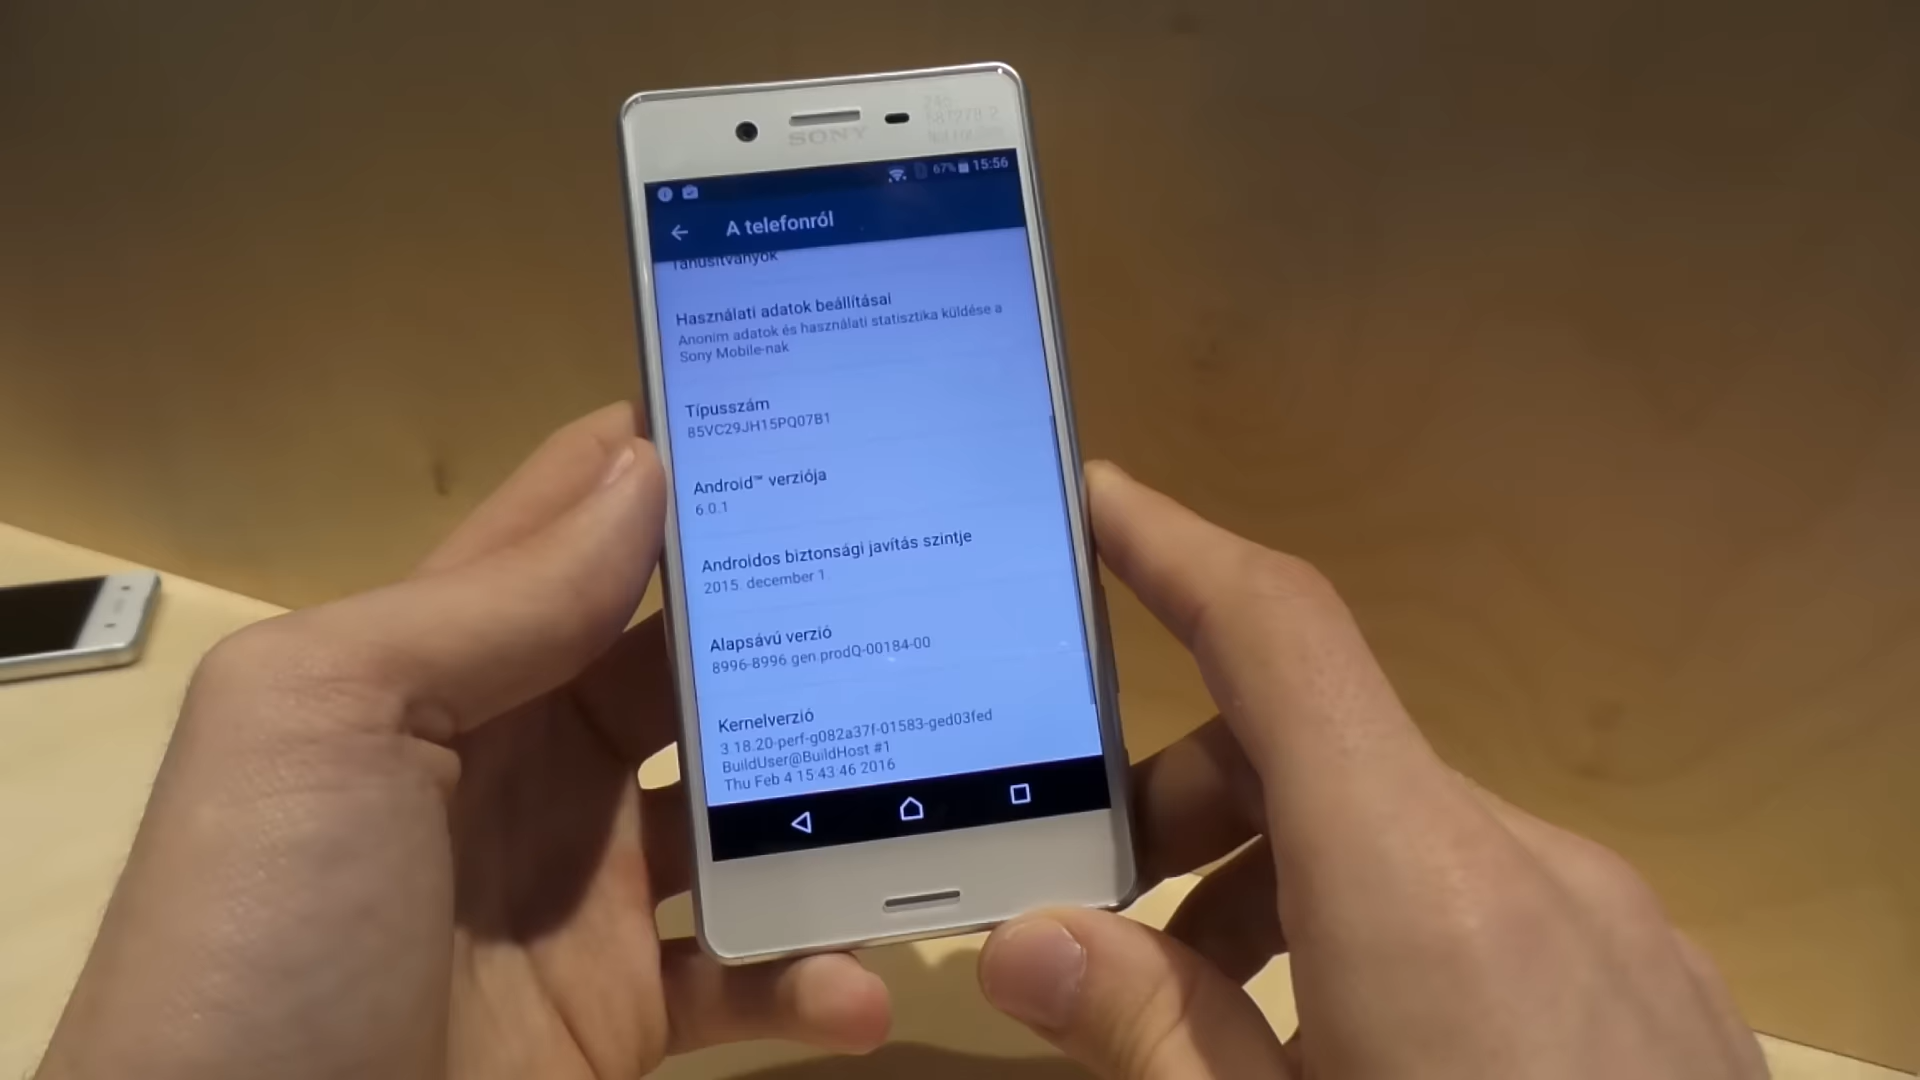 SONY
67% 15:56
A telefonról
Tanúsítványok
Használati adatok beállításai
Anonim adatok és használati statisztika küldése a
Sony Mobile-nak
Típusszám
85VC29JH15PQ07B1
Android™ verziója
6.0.1
Androidos biztonsági javítás szintje
2015. december 1.
Alapsávú verzió
8996-8996.gen.prodQ-00184-00
Kernelverzió
3.18.20-perf-g082a37f-01583-ged03fed
BuildUser@BuildHost #1
Thu Feb 4 15:43:46 2016